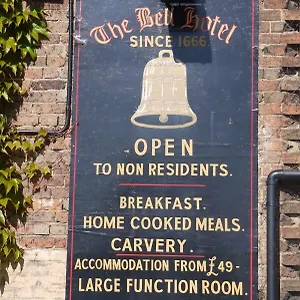 The Bell Hotel
SINCE 1666.
OPEN
TO NON RESIDENTS.
BREAKFAST.
HOME COOKED MEALS.
CARVERY.
ACCOMMODATION FROM £49-
LARGE FUNCTION ROOM.